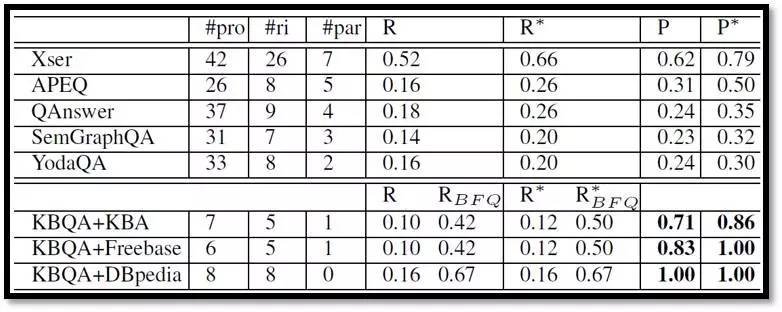 #pro #ri #par R R* P P*
Xser 42 26 7 0.52 0.66 0.62 0.79
APEQ 26 8 5 0.16 0.26 0.31 0.50
QAnswer 37 9 4 0.18 0.26 0.24 0.35
SemGraphQA 31 7 3 0.14 0.20 0.23 0.32
YodaQA 33 8 2 0.16 0.20 0.24 0.30
R R_BFQ R* R*_BFQ
KBQA+KBA 7 5 1 0.10 0.42 0.12 0.50 0.71 0.86
KBQA+Freebase 6 5 1 0.10 0.42 0.12 0.50 0.83 1.00
KBQA+DBpedia 8 8 0 0.16 0.67 0.16 0.67 1.00 1.00